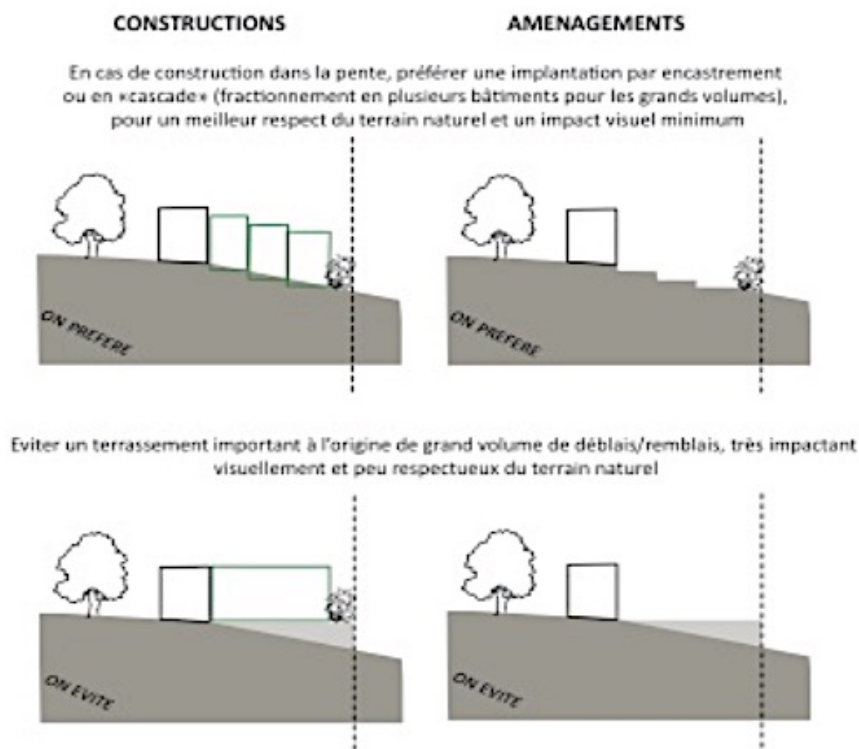 CONSTRUCTIONS
AMENAGEMENTS
En cas de construction dans la pente, préférer une implantation par encastrement
ou en «cascade» (fractionnement en plusieurs bâtiments pour les grands volumes),
pour un meilleur respect du terrain naturel et un impact visuel minimum
ON PREFERE
ON PREFERE
Eviter un terrassement important à l'origine de grand volume de déblais/remblais, très impactant
visuellement et peu respectueux du terrain naturel
ON EVITE
ON EVITE